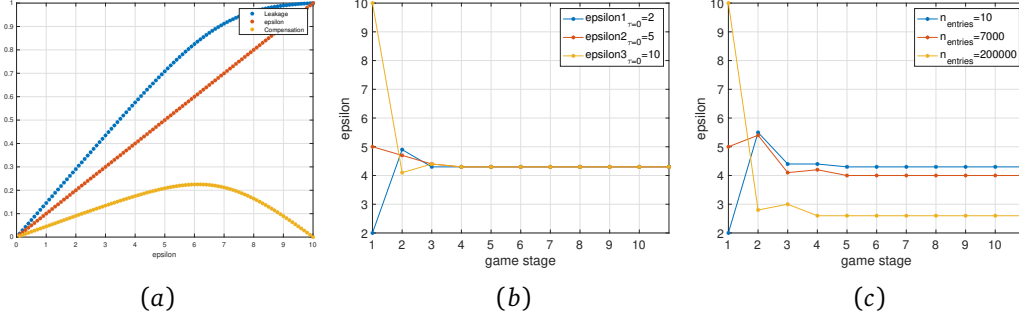 1
0.9
0.8
0.7
0.6
0.5
0.4
0.3
0.2
0.1
0
0 1 2 3 4 5 6 7 8 9 10
epsilon
Leakage
epsilon
Compensation
(a)
10
9
8
7
6
5
4
3
2
epsilon
1 2 3 4 5 6 7 8 9 10
game stage
epsilon1τ=0=2
epsilon2τ=0=5
epsilon3τ=0=10
(b)
10
9
8
7
6
5
4
3
2
epsilon
1 2 3 4 5 6 7 8 9 10
game stage
nentries=10
nentries=7000
nentries=200000
(c)